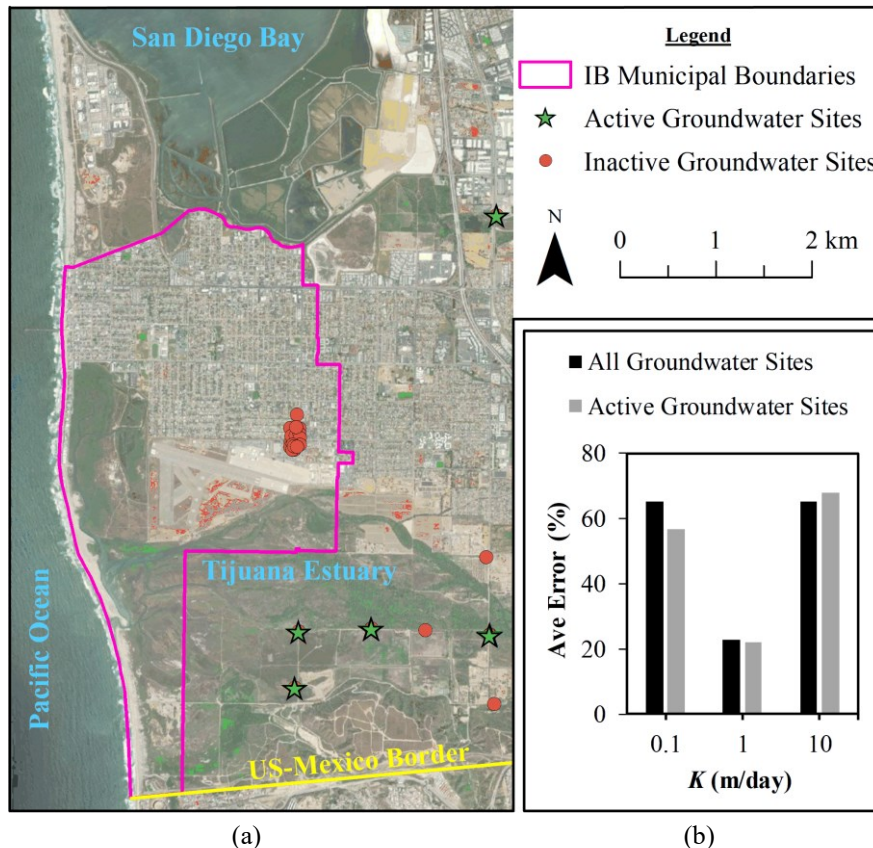 San Diego Bay
Pacific Ocean
Tijuana Estuary
US-Mexico Border
(a)
Legend
IB Municipal Boundaries
Active Groundwater Sites
Inactive Groundwater Sites
N
0 1 2 km
All Groundwater Sites
Active Groundwater Sites
Ave Error (%)
80
60
40
20
0
0.1 1 10
K (m/day)
(b)